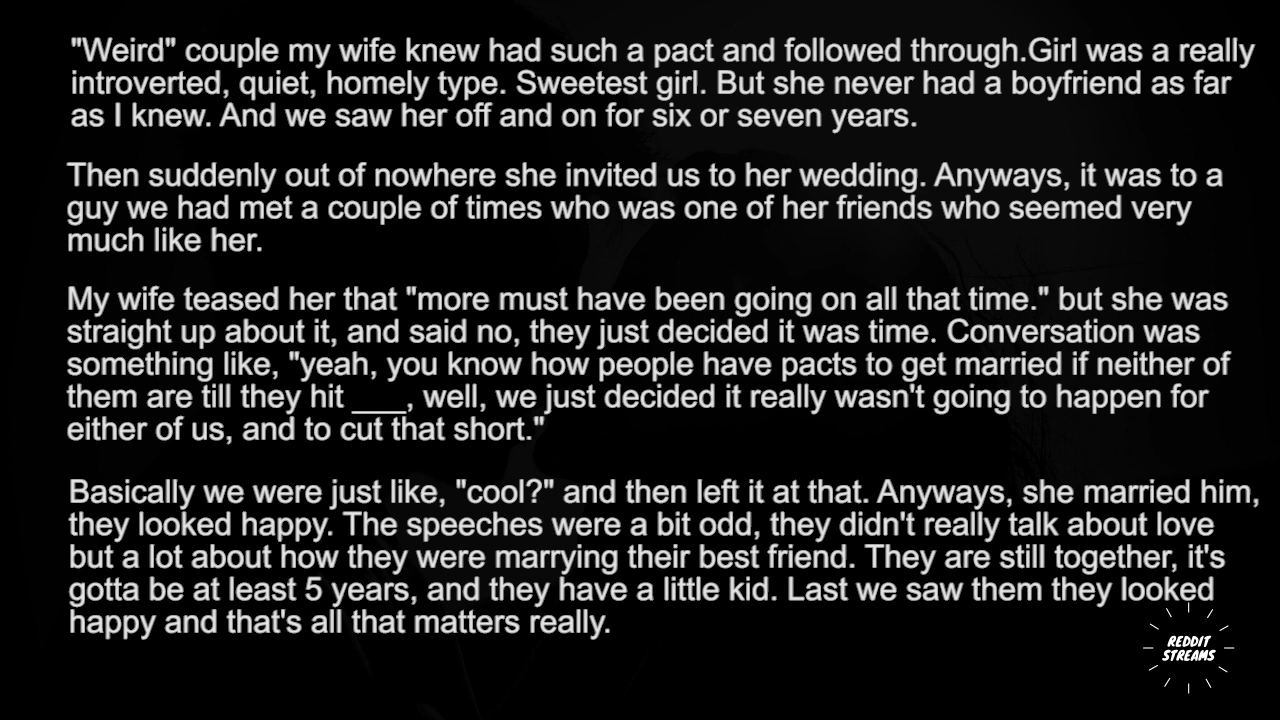 "Weird" couple my wife knew had such a pact and followed through.Girl was a really
introverted, quiet, homely type. Sweetest girl. But she never had a boyfriend as far
as I knew. And we saw her off and on for six or seven years.
Then suddenly out of nowhere she invited us to her wedding. Anyways, it was to a
guy we had met a couple of times who was one of her friends who seemed very
much like her.
My wife teased her that "more must have been going on all that time." but she was
straight up about it, and said no, they just decided it was time. Conversation was
something like, "yeah, you know how people have pacts to get married if neither of
them are till they hit ___, well, we just decided it really wasn't going to happen for
either of us, and to cut that short."
Basically we were just like, "cool?" and then left it at that. Anyways, she married him,
they looked happy. The speeches were a bit odd, they didn't really talk about love
but a lot about how they were marrying their best friend. They are still together, it's
gotta be at least 5 years, and they have a little kid. Last we saw them they looked
happy and that's all that matters really.
REDDIT
STREAMS